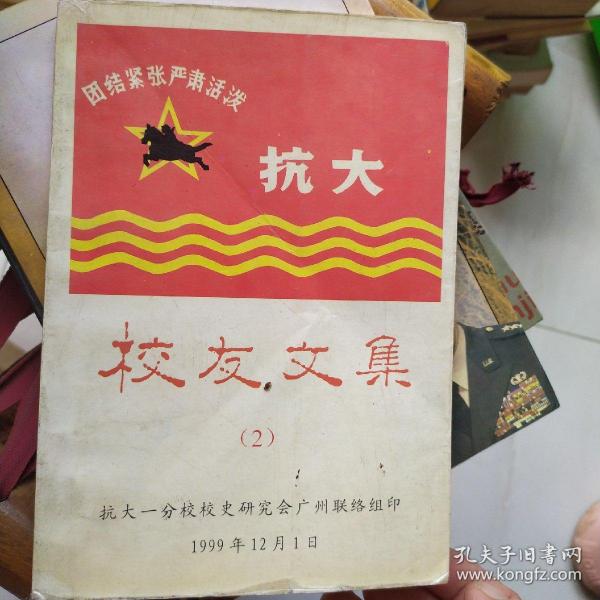 团结紧张严肃活泼
抗大
校友文集
（2）
抗大一分校校史研究会广州联络组印
1999年12月1日
孔夫子旧书网
www.kongfz.com